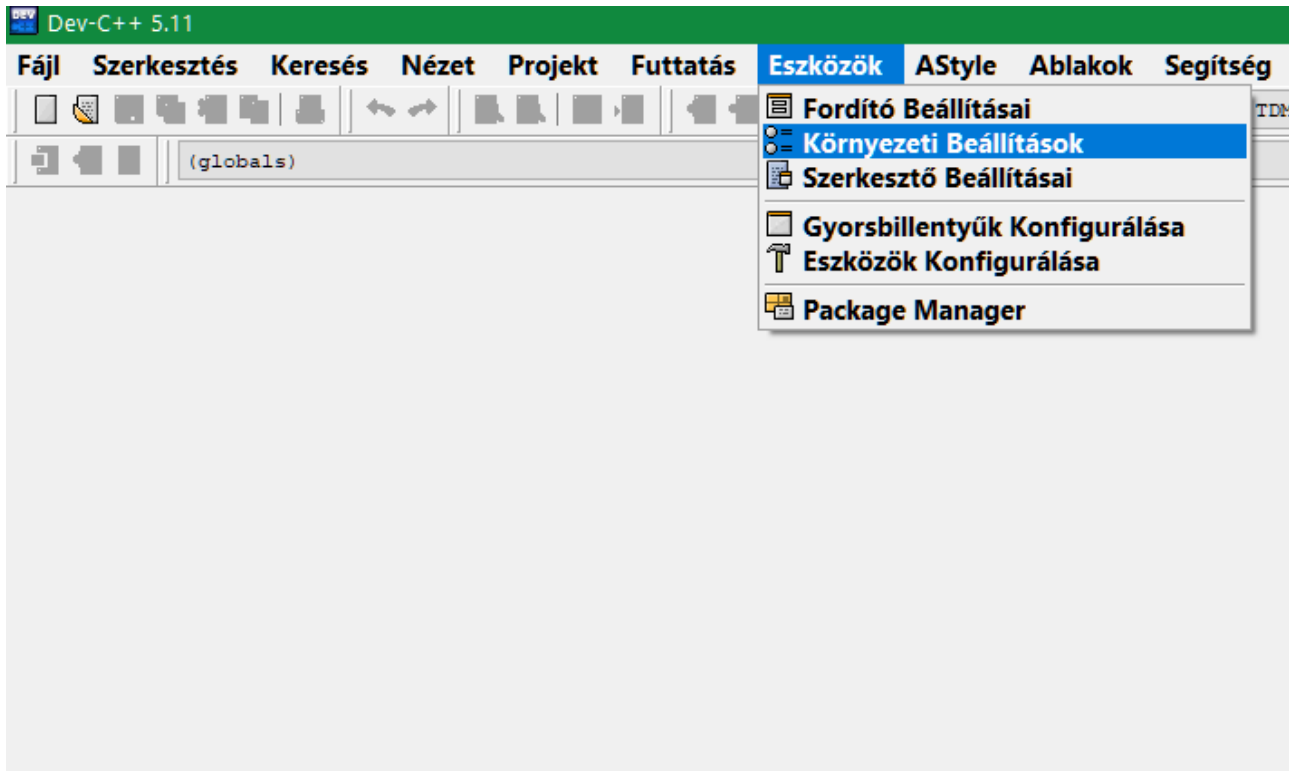 Dev-C++ 5.11
Fájl Szerkesztés Keresés Nézet Projekt Futtatás Eszközök AStyle Ablakok Segítség
Fordító Beállításai
TDM
Környezeti Beállítások
(globals)
Szerkesztő Beállításai
Gyorsbillentyűk Konfigurálása
Eszközök Konfigurálása
Package Manager